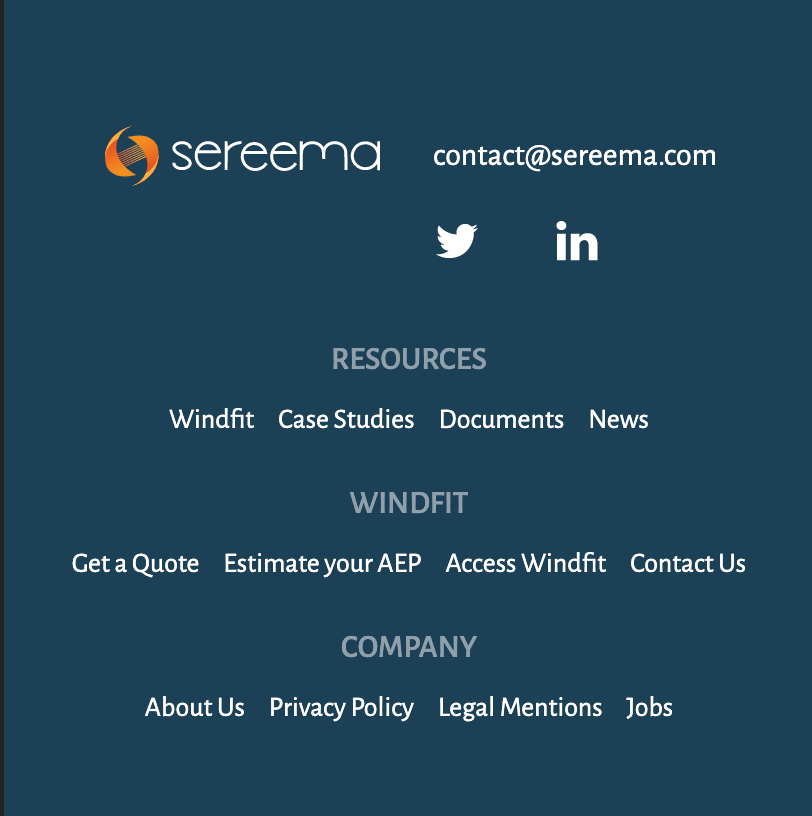 sereema
contact@sereema.com
in
RESOURCES
Windfit Case Studies Documents News
WINDFIT
Get a Quote Estimate your AEP Access Windfit Contact Us
COMPANY
About Us Privacy Policy Legal Mentions Jobs